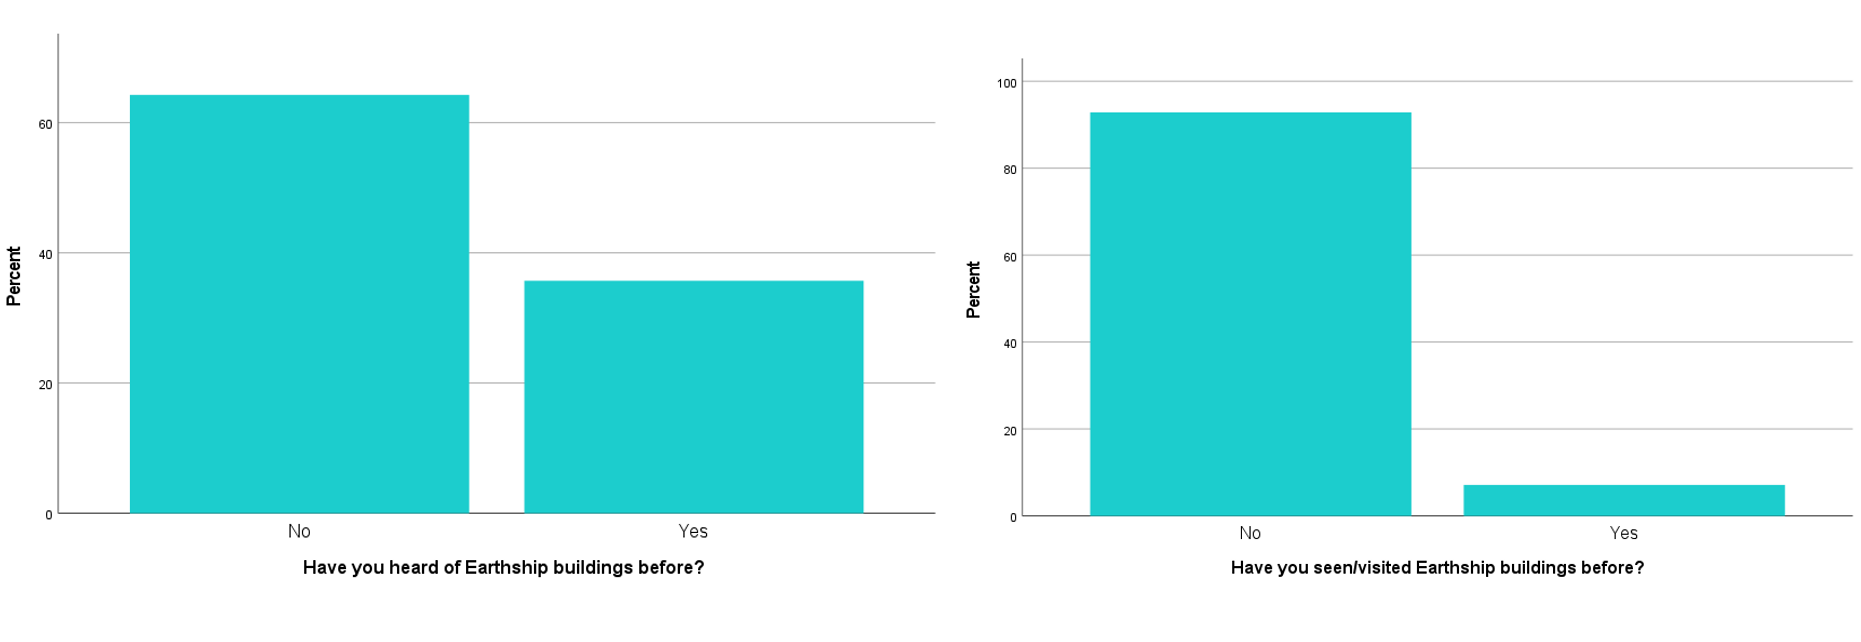 Percent
60
40
20
0
No Yes
Have you heard of Earthship buildings before?
Percent
100
80
60
40
20
0
No Yes
Have you seen/visited Earthship buildings before?